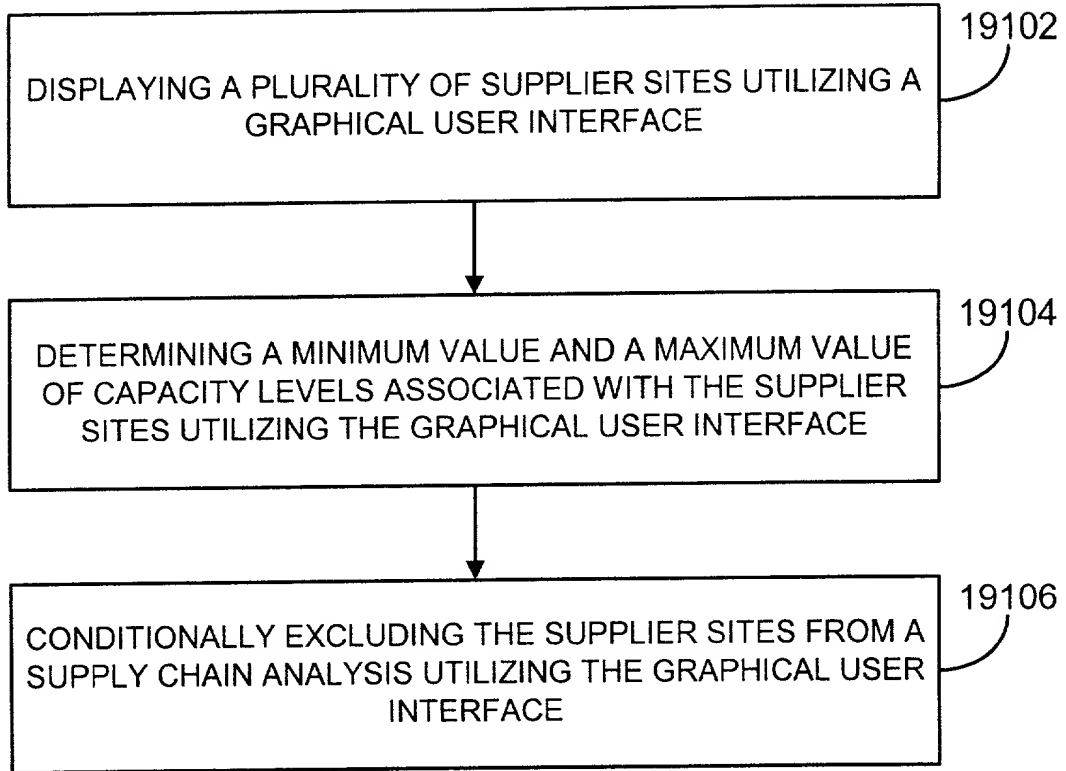 19102
DISPLAYING A PLURALITY OF SUPPLIER SITES UTILIZING A
GRAPHICAL USER INTERFACE
19104
DETERMINING A MINIMUM VALUE AND A MAXIMUM VALUE
OF CAPACITY LEVELS ASSOCIATED WITH THE SUPPLIER
SITES UTILIZING THE GRAPHICAL USER INTERFACE
19106
CONDITIONALLY EXCLUDING THE SUPPLIER SITES FROM A
SUPPLY CHAIN ANALYSIS UTILIZING THE GRAPHICAL USER
INTERFACE